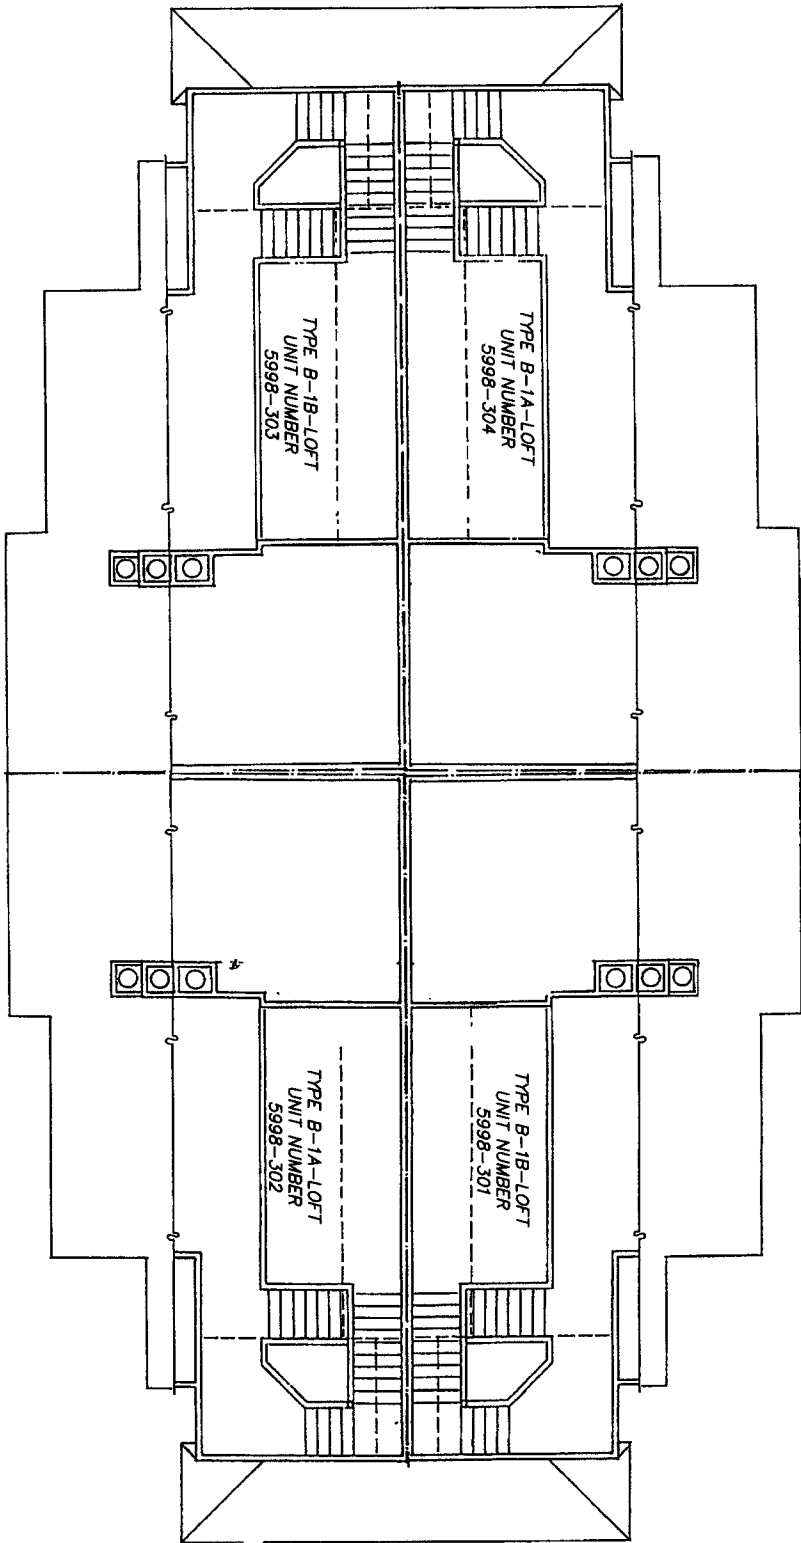 TYPE B-1B-LOFT
UNIT NUMBER
5998-303
TYPE B-1A-LOFT
UNIT NUMBER
5998-304
TYPE B-1A-LOFT
UNIT NUMBER
5998-302
TYPE B-1B-LOFT
UNIT NUMBER
5998-301